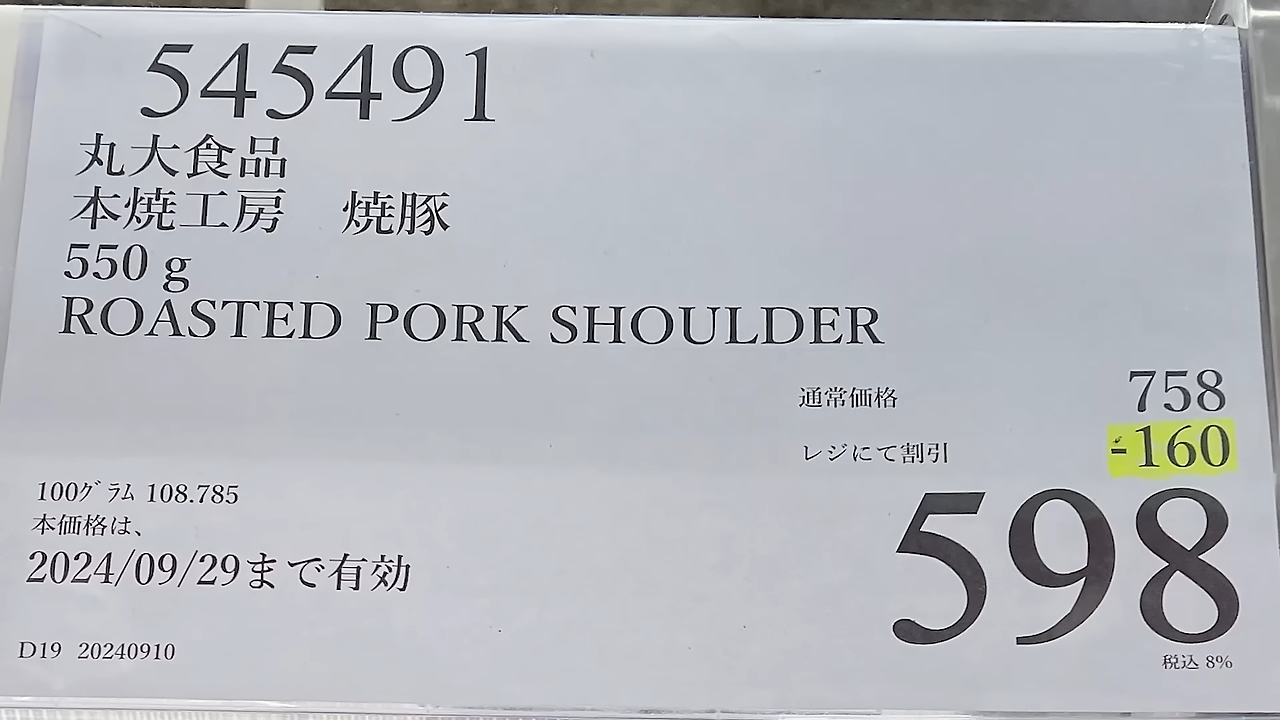 545491
丸大食品
本焼工房　焼豚
550 g
ROASTED PORK SHOULDER
通常価格 758
レジにて割引 -160
598
税込 8%
100グラム 108.785
本価格は、
2024/09/29まで有効
D19 20240910